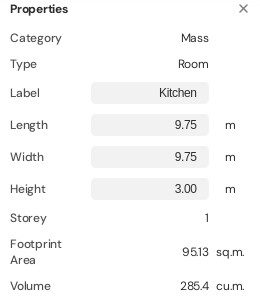 Properties ×
Category Mass
Type Room
Label Kitchen
Length 9.75 m
Width 9.75 m
Height 3.00 m
Storey 1
Footprint
Area 95.13 sq.m.
Volume 285.4 cu.m.